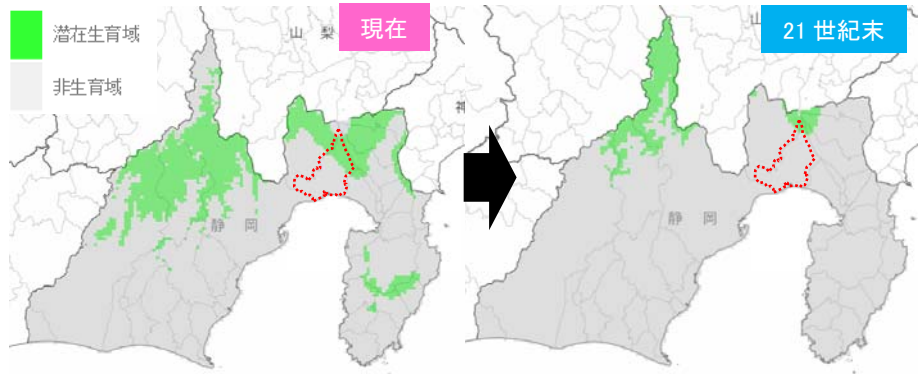 潜在生育域
非生育域
山 梨
現在
神
静 岡
山
21 世紀末
静 岡